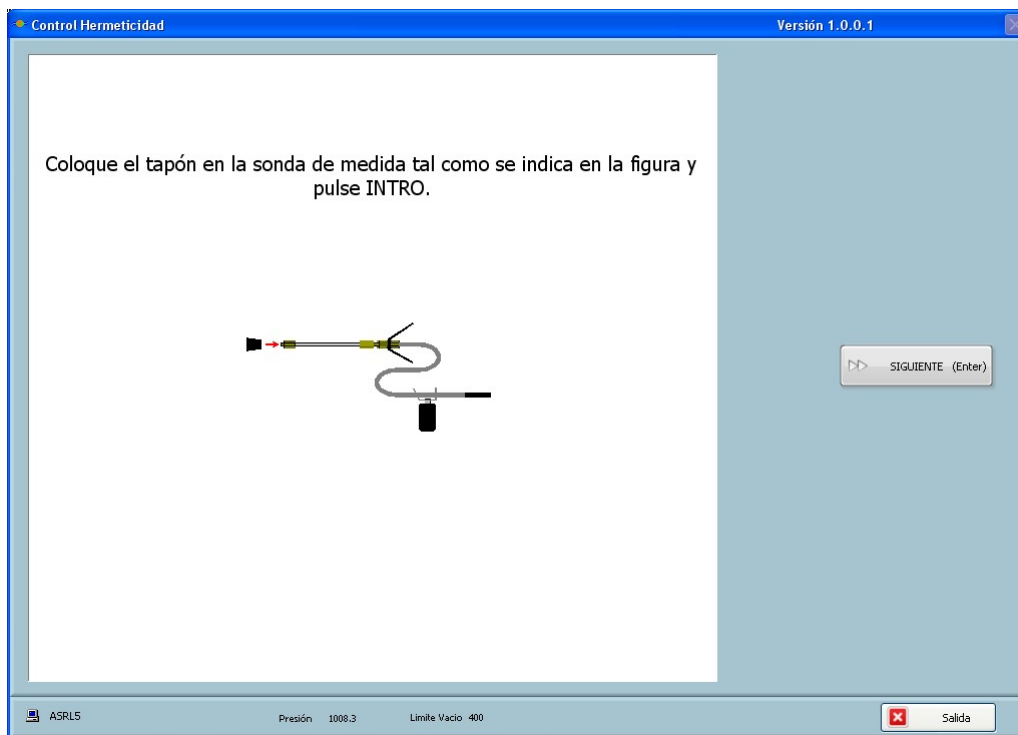 Control Hermeticidad Versión 1.0.0.1
Coloque el tapón en la sonda de medida tal como se indica en la figura y
pulse INTRO.
SIGUIENTE (Enter)
ASRL5 Presión 1008.3 Limite Vacio 400 Salida